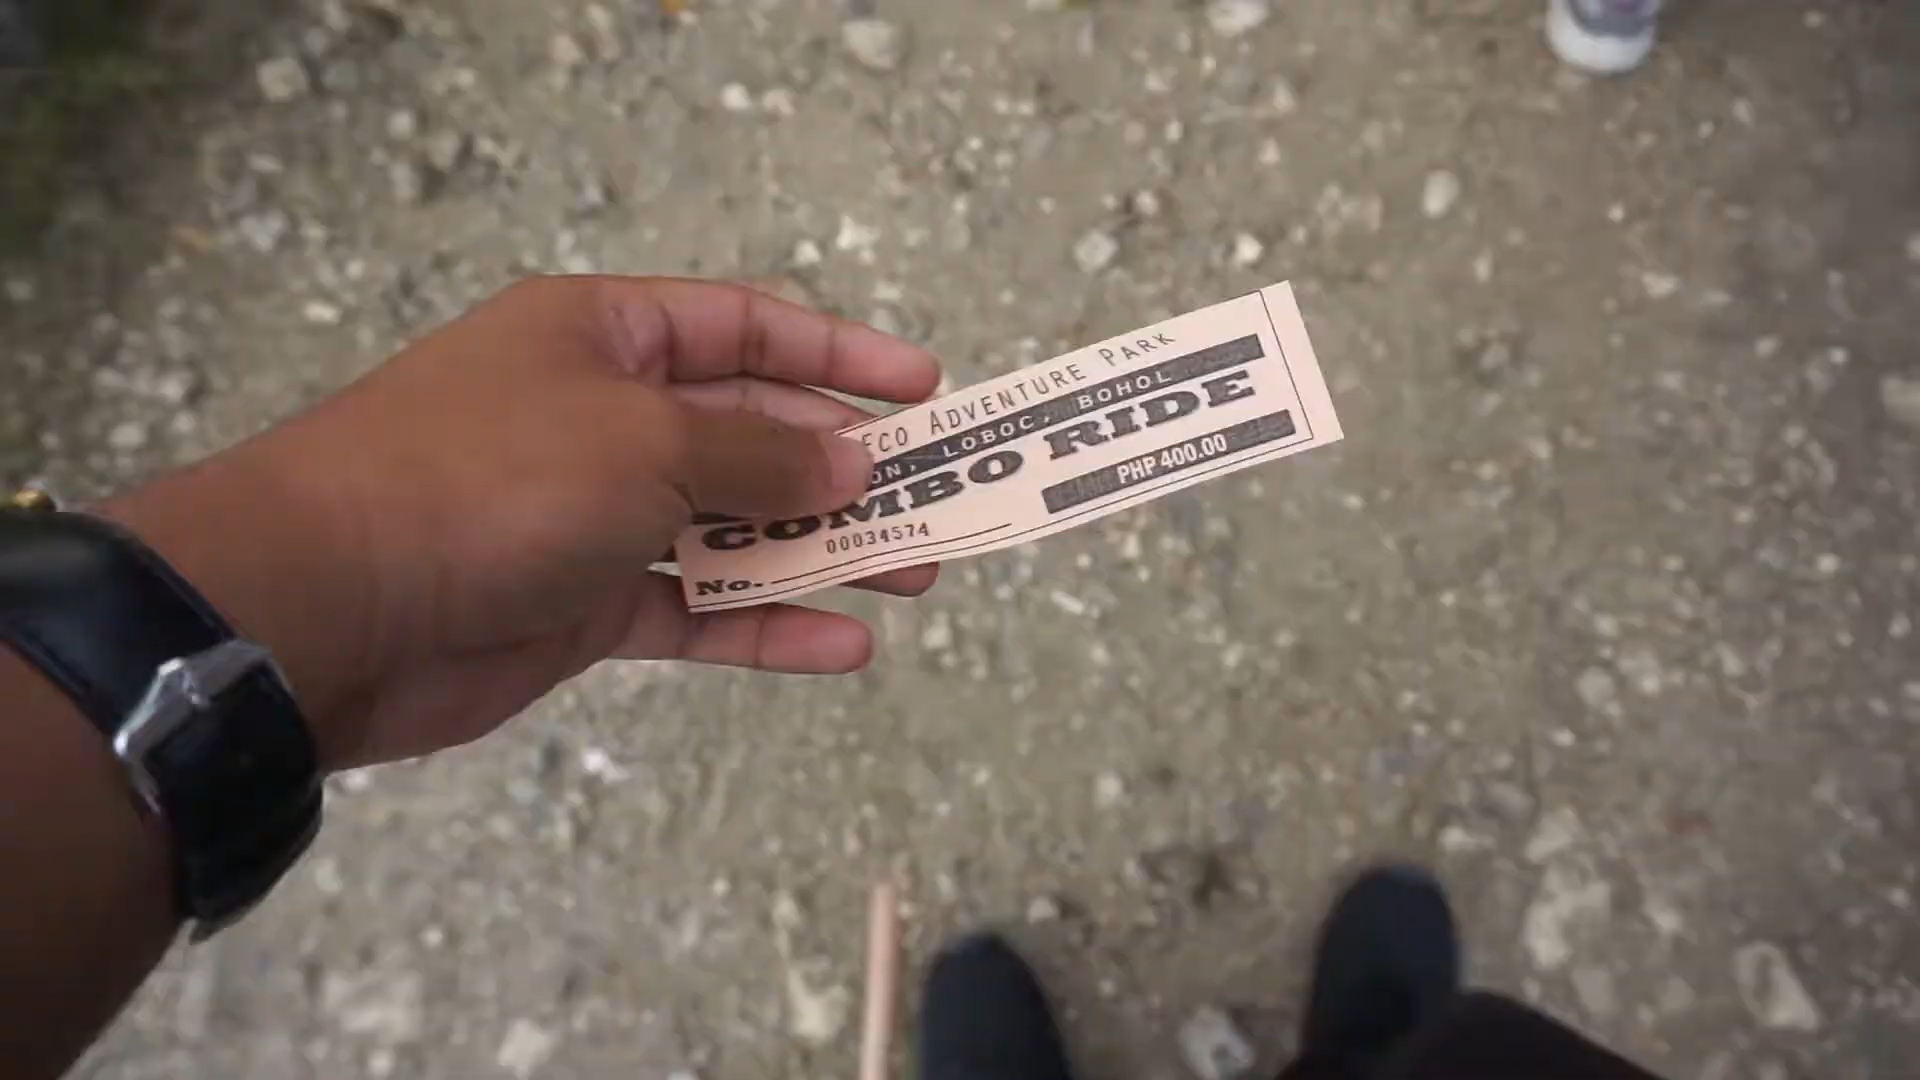 Eco Adventure Park
LOBOC, BOHOL
COMBO RIDE
PHP 400.00
00034574
No.